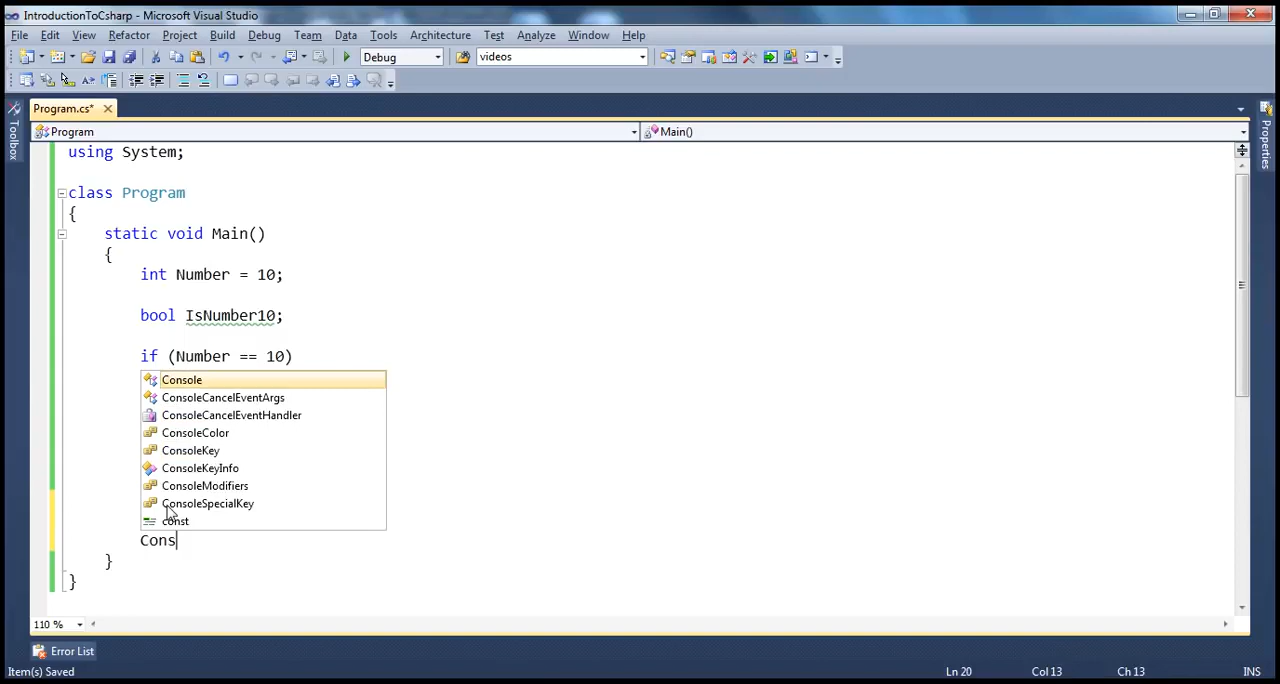 IntroductionToCsharp - Microsoft Visual Studio
File Edit View Refactor Project Build Debug Team Data Tools Architecture Test Analyze Window Help
Debug videos
Program.cs*
Toolbox
Properties
Program Main()
using System;
class Program
{
static void Main()
{
int Number = 10;
bool IsNumber10;
if (Number == 10)
Console
ConsoleCancelEventArgs
ConsoleCancelEventHandler
ConsoleColor
ConsoleKey
ConsoleKeyInfo
ConsoleModifiers
ConsoleSpecialKey
const
Cons
}
}
110 %
Error List
Item(s) Saved Ln 20 Col 13 Ch 13 INS